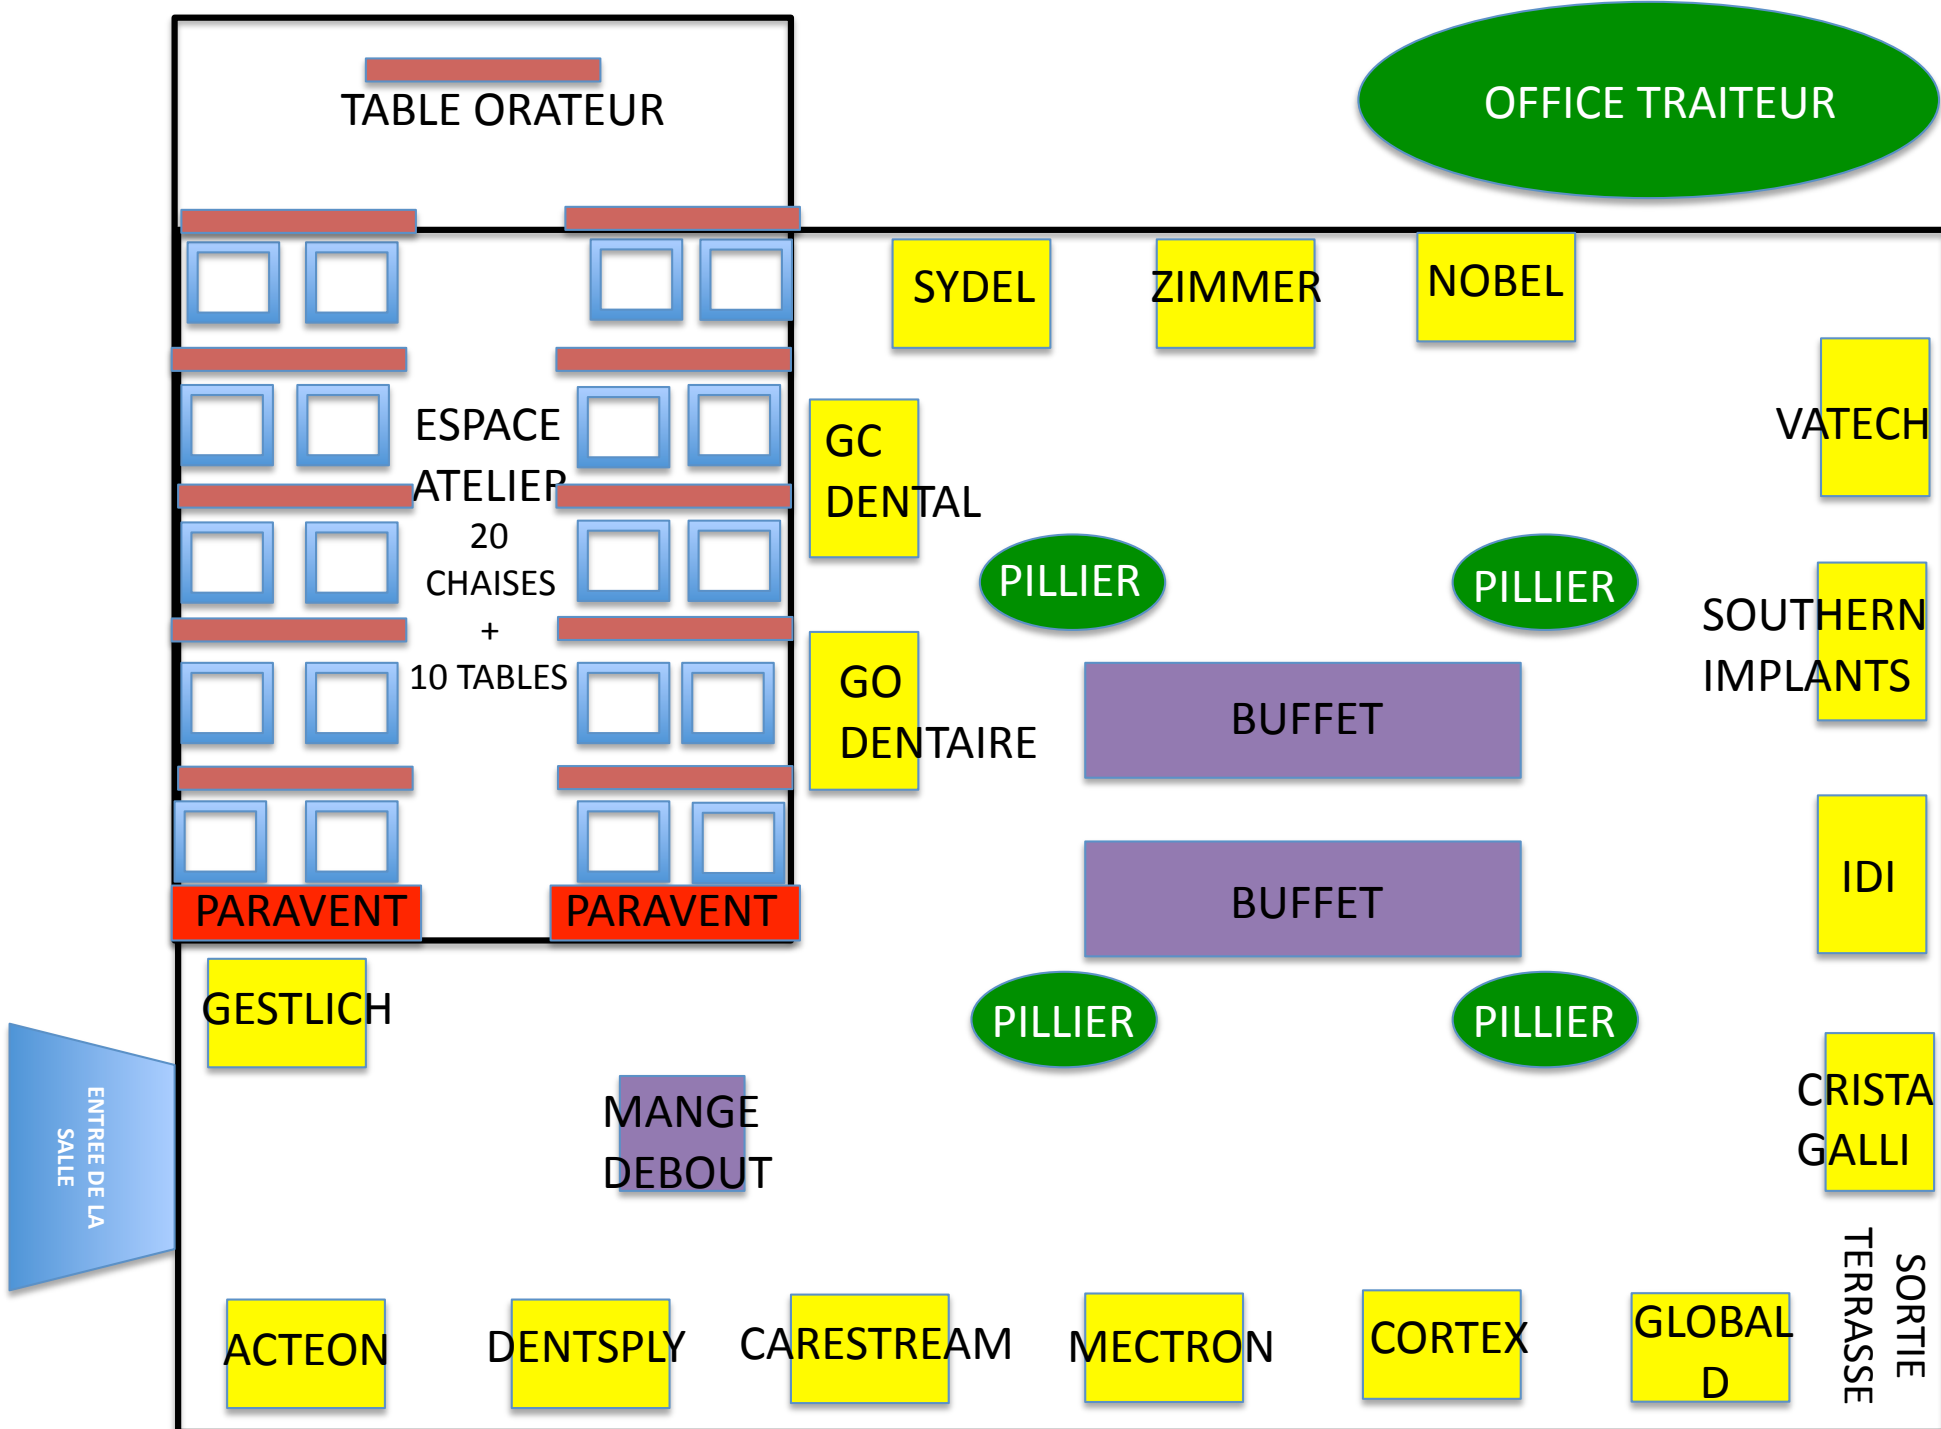 TABLE ORATEUR
OFFICE TRAITEUR
SYDEL
ZIMMER
NOBEL
VATECH
ESPACE
ATELIER
20
CHAISES
+
10 TABLES
GC
DENTAL
PILLIER
PILLIER
SOUTHERN
IMPLANTS
GO
DENTAIRE
BUFFET
BUFFET
IDI
PARAVENT
PARAVENT
GESTLICH
PILLIER
PILLIER
ENTREE DE LA
SALLE
MANGE
DEBOUT
CRISTA
GALLI
SORTIE
TERRASSE
ACTEON
DENTSPLY
CARESTREAM
MECTRON
CORTEX
GLOBAL
D